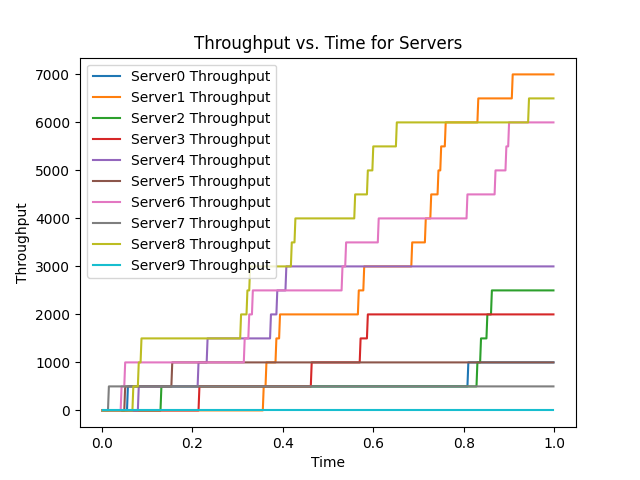 Throughput vs. Time for Servers
7000
6000
5000
4000
3000
2000
1000
0
Throughput
Server0 Throughput
Server1 Throughput
Server2 Throughput
Server3 Throughput
Server4 Throughput
Server5 Throughput
Server6 Throughput
Server7 Throughput
Server8 Throughput
Server9 Throughput
0.0 0.2 0.4 0.6 0.8 1.0
Time